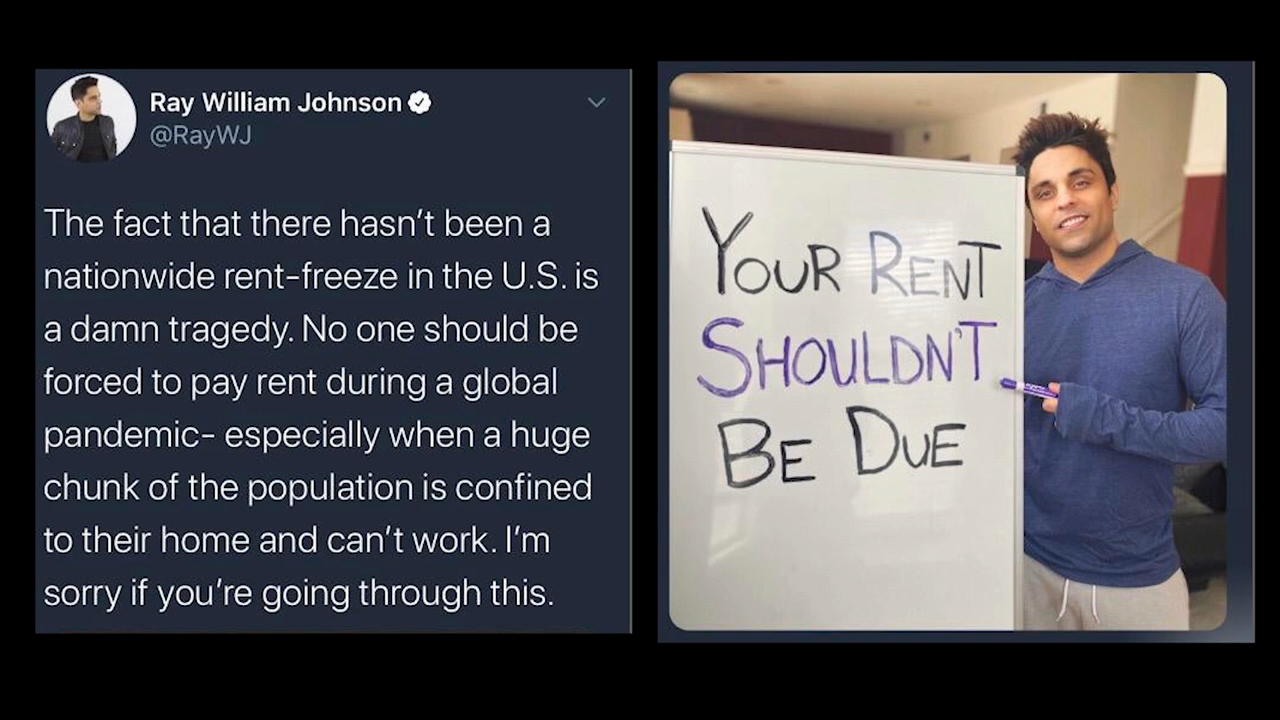 Ray William Johnson
@RayWJ
The fact that there hasn't been a
nationwide rent-freeze in the U.S. is
a damn tragedy. No one should be
forced to pay rent during a global
pandemic- especially when a huge
chunk of the population is confined
to their home and can't work. I'm
sorry if you're going through this.
YOUR RENT
SHOULDN'T
BE DUE